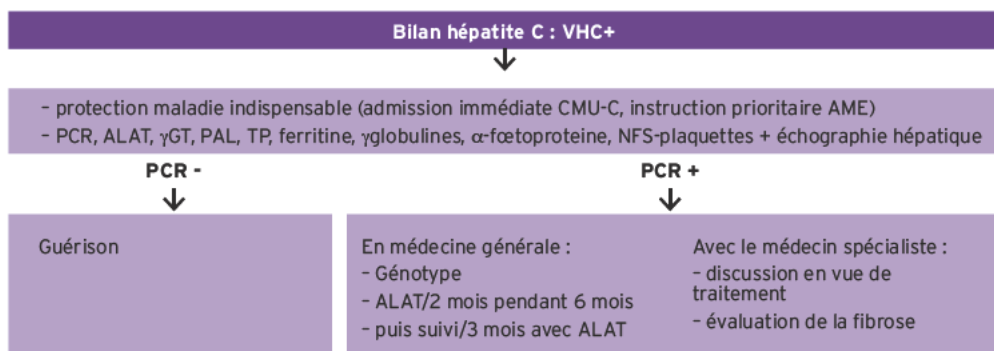 Bilan hépatite C : VHC+
– protection maladie indispensable (admission immédiate CMU-C, instruction prioritaire AME)
– PCR, ALAT, γGT, PAL, TP, ferritine, γglobulines, α-fœtoproteine, NFS-plaquettes + échographie hépatique
PCR -
PCR +
Guérison
En médecine générale :
– Génotype
– ALAT/2 mois pendant 6 mois
– puis suivi/3 mois avec ALAT
Avec le médecin spécialiste :
– discussion en vue de
traitement
– évaluation de la fibrose